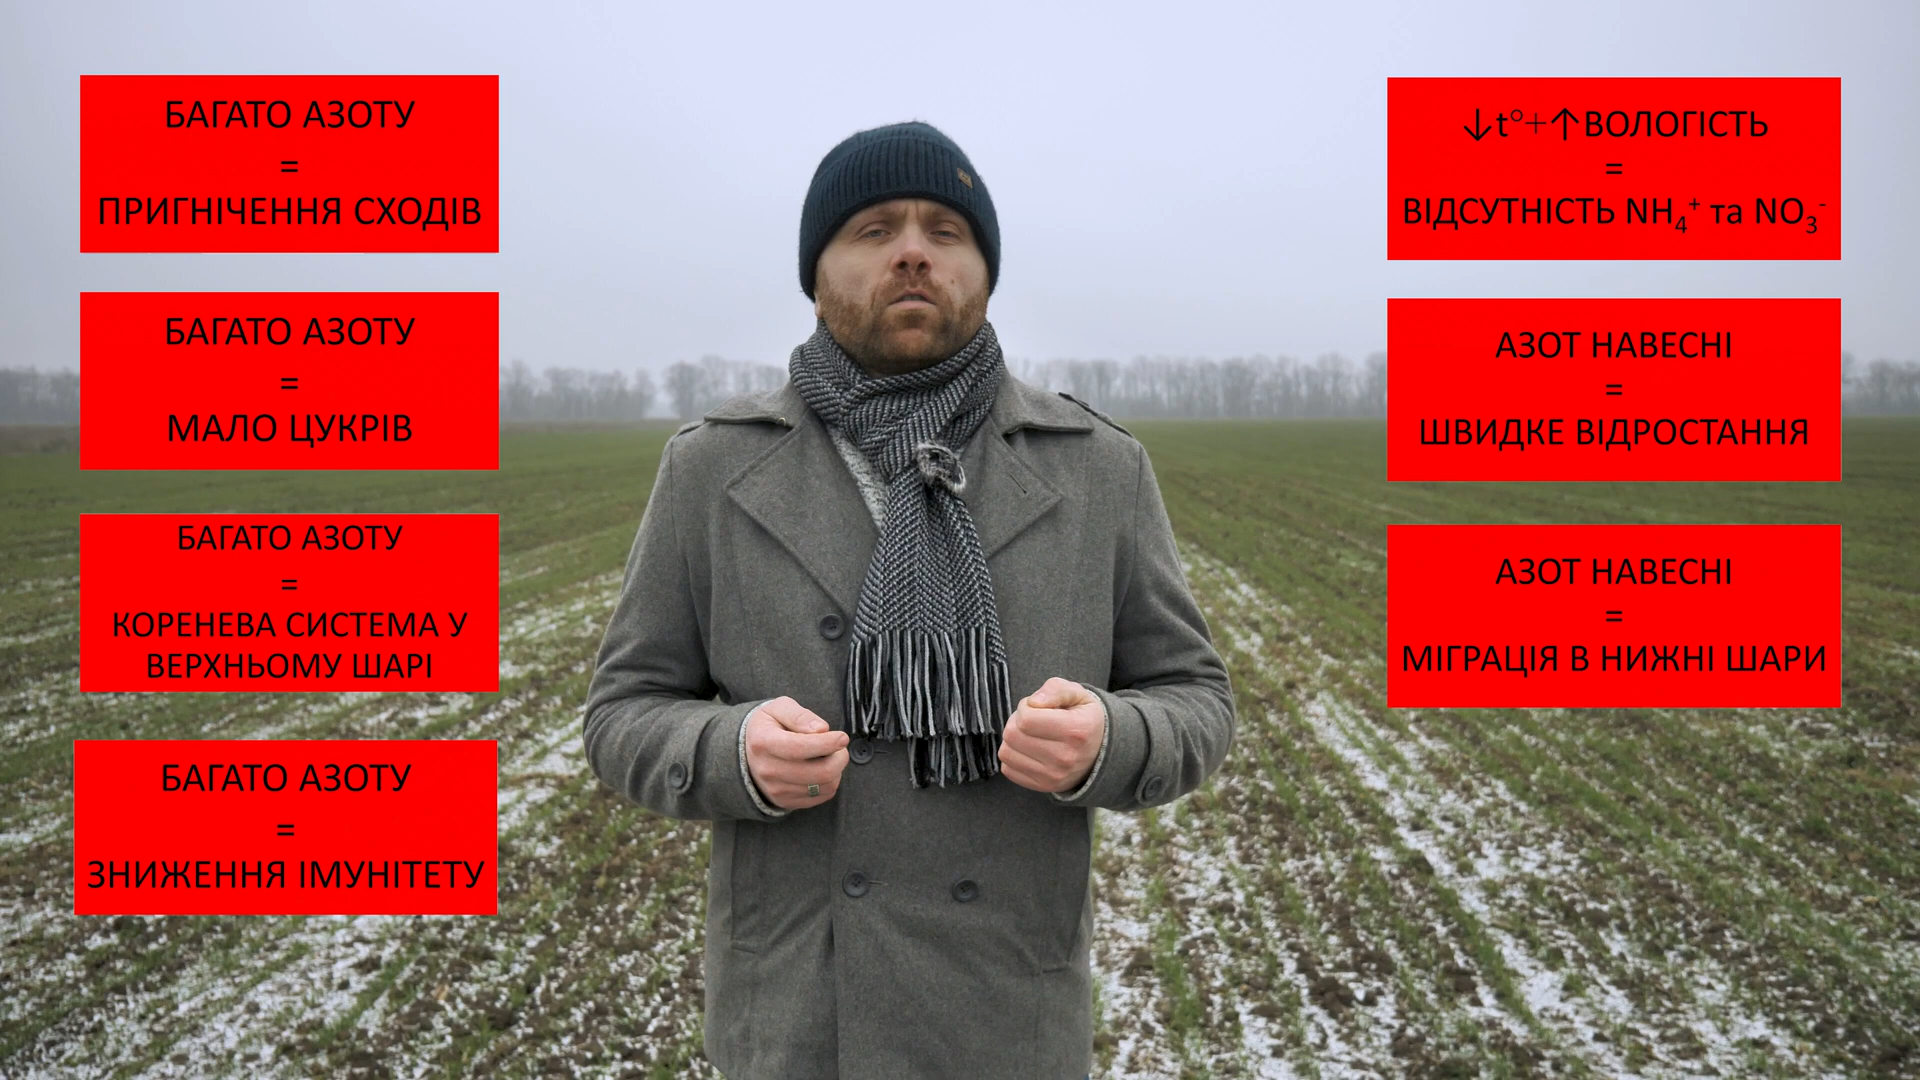 БАГАТО АЗОТУ
=
ПРИГНІЧЕННЯ СХОДІВ
БАГАТО АЗОТУ
=
МАЛО ЦУКРІВ
БАГАТО АЗОТУ
=
КОРЕНЕВА СИСТЕМА У
ВЕРХНЬОМУ ШАРІ
БАГАТО АЗОТУ
=
ЗНИЖЕННЯ ІМУНІТЕТУ
↓t°+↑ВОЛОГІСТЬ
=
ВІДСУТНІСТЬ NH₄⁺ та NO₃⁻
АЗОТ НАВЕСНІ
=
ШВИДКЕ ВІДРОСТАННЯ
АЗОТ НАВЕСНІ
=
МІГРАЦІЯ В НИЖНІ ШАРИ